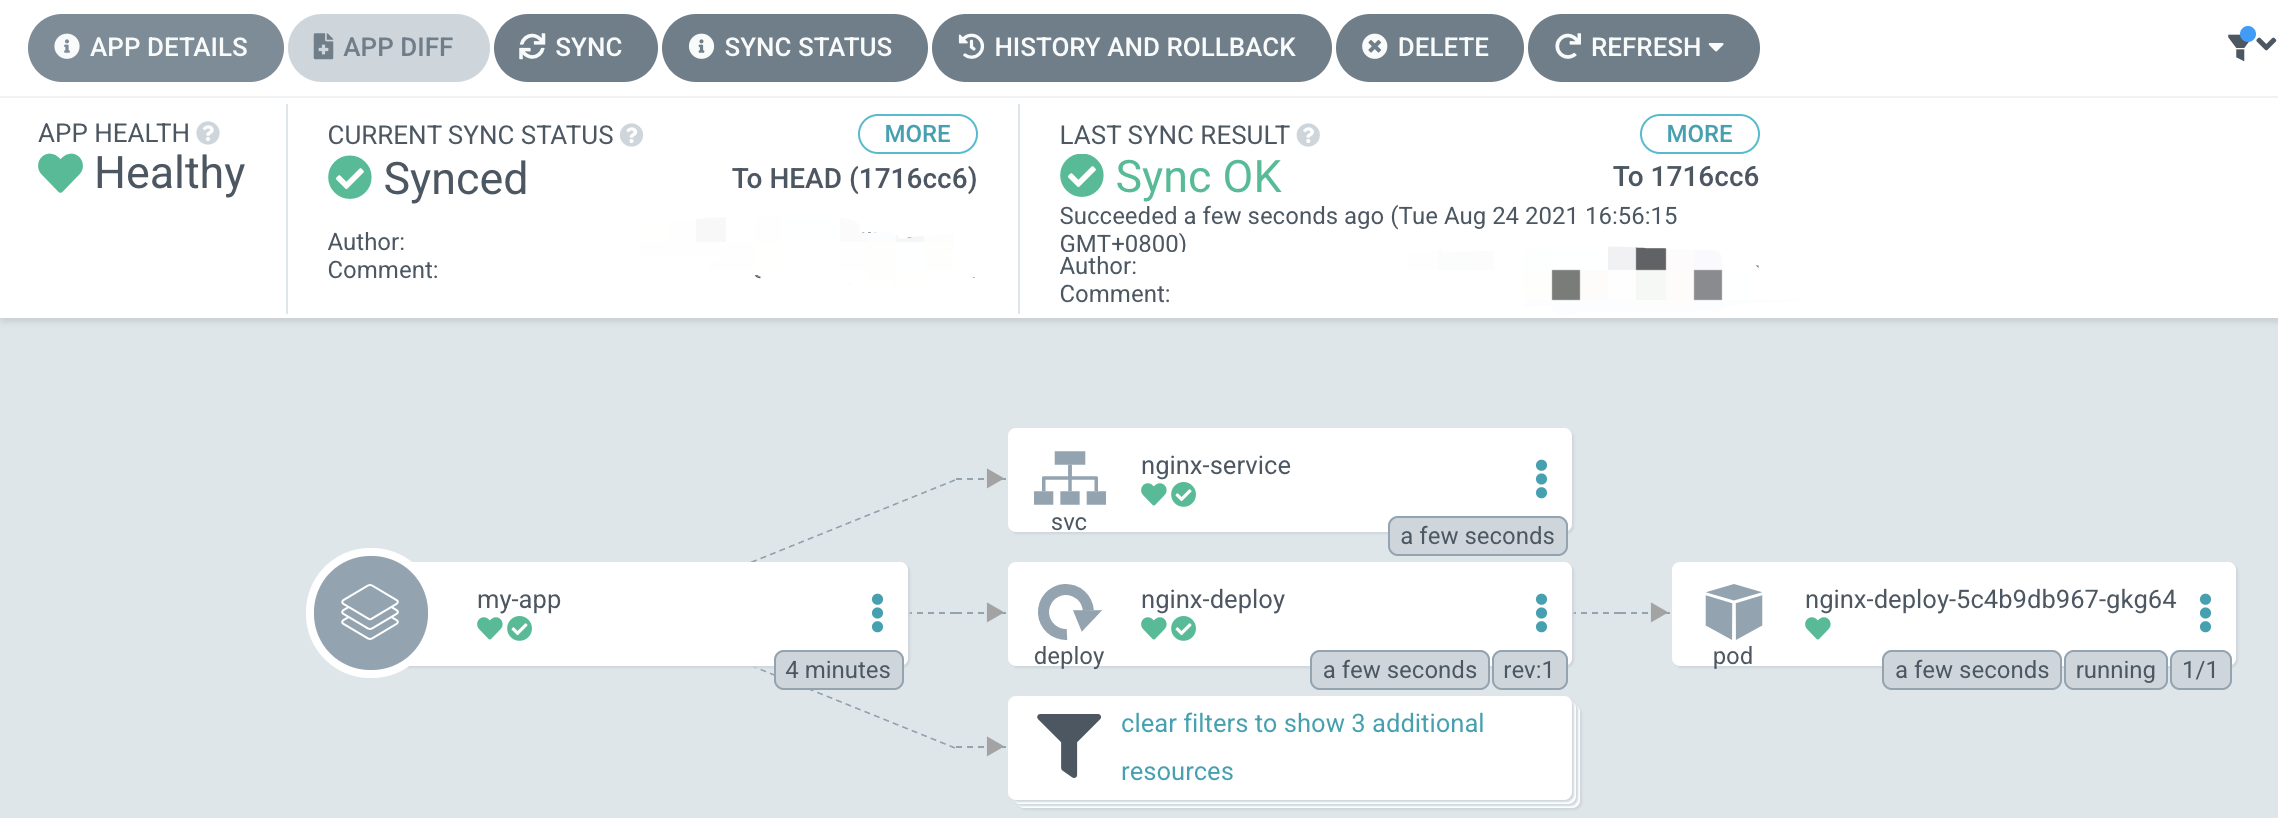 APP DETAILS
APP DIFF
SYNC
SYNC STATUS
HISTORY AND ROLLBACK
DELETE
REFRESH
APP HEALTH
Healthy
CURRENT SYNC STATUS
MORE
Synced
To HEAD (1716cc6)
Author:
Comment:
LAST SYNC RESULT
MORE
Sync OK
To 1716cc6
Succeeded a few seconds ago (Tue Aug 24 2021 16:56:15
GMT+0800)
Author:
Comment:
my-app
4 minutes
nginx-service
svc
a few seconds
nginx-deploy
deploy
a few seconds
rev:1
clear filters to show 3 additional
resources
nginx-deploy-5c4b9db967-gkg64
pod
a few seconds
running
1/1